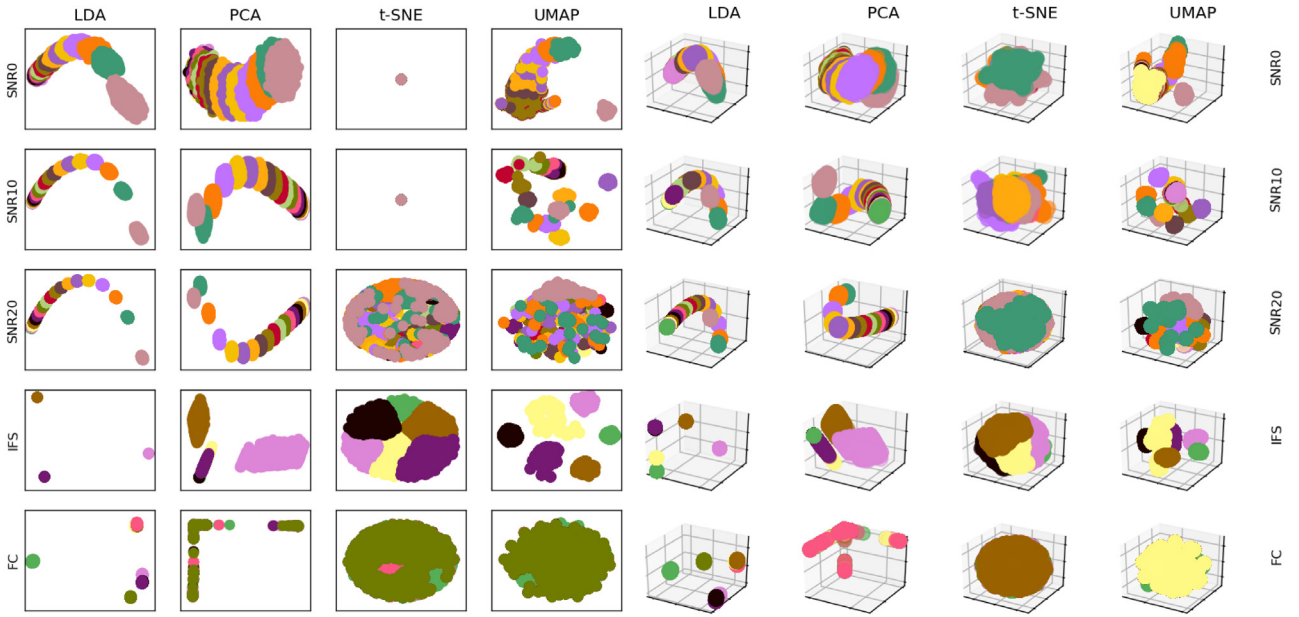 LDA PCA t-SNE UMAP LDA PCA t-SNE UMAP
SNR0 SNR0
SNR10 SNR10
SNR20 SNR20
IFS IFS
FC FC